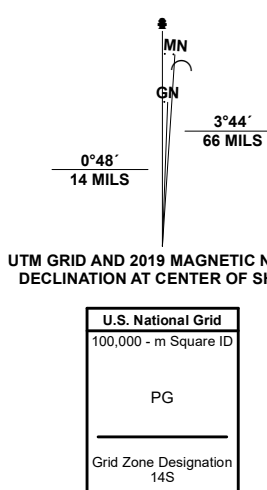 MN
GN
3°44´
66 MILS
0°48´
14 MILS
UTM GRID AND 2019 MAGNETIC
DECLINATION AT CENTER OF
U.S. National Grid
100,000 - m Square ID
PG
Grid Zone Designation
14S